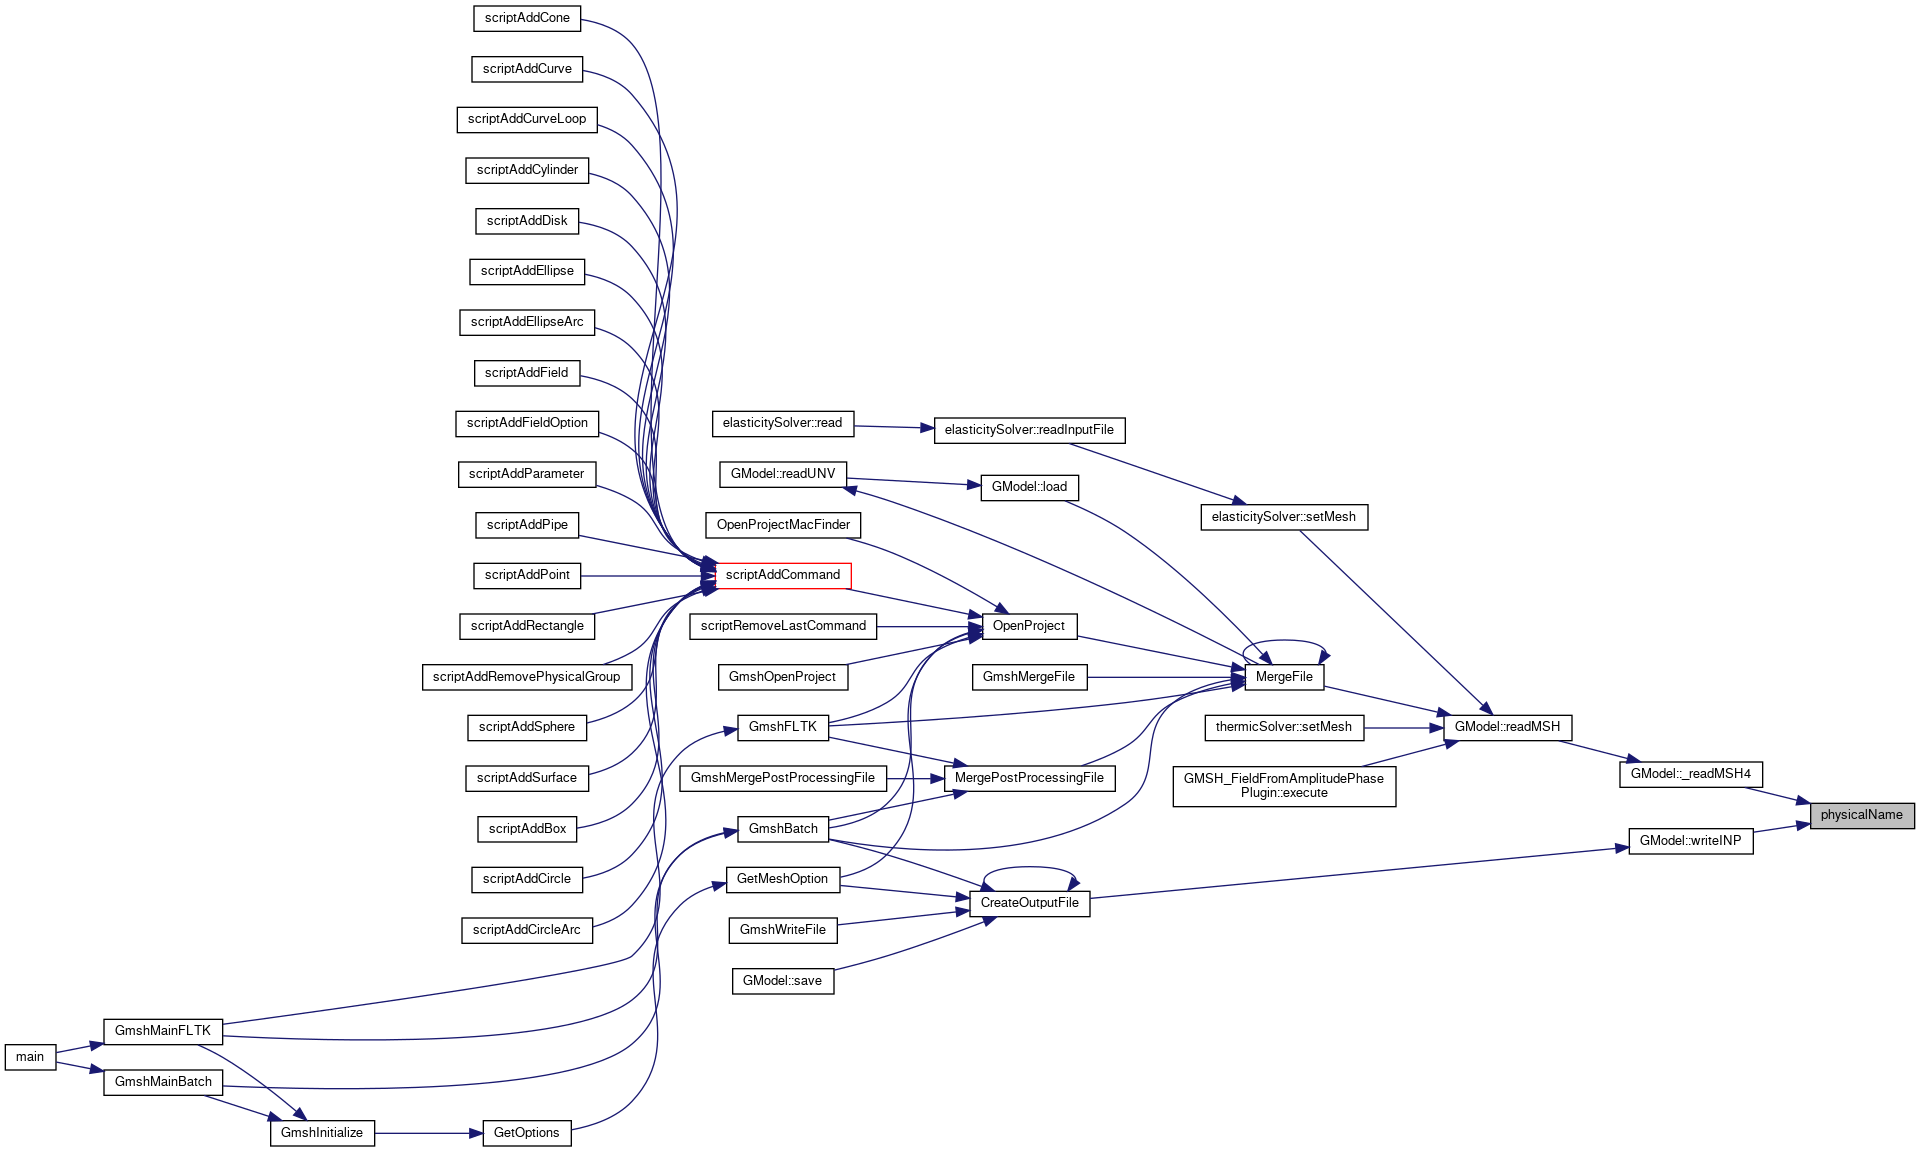 scriptAddCone
scriptAddCurve
scriptAddCurveLoop
scriptAddCylinder
scriptAddDisk
scriptAddEllipse
scriptAddEllipseArc
scriptAddField
scriptAddFieldOption
scriptAddParameter
scriptAddPipe
scriptAddPoint
scriptAddRectangle
scriptAddRemovePhysicalGroup
scriptAddSphere
scriptAddSurface
scriptAddBox
scriptAddCircle
scriptAddCircleArc
GmshMainFLTK
main
GmshMainBatch
GmshInitialize
GetOptions
elasticitySolver::read
GModel::readUNV
OpenProjectMacFinder
scriptAddCommand
scriptRemoveLastCommand
GmshOpenProject
GmshFLTK
GmshMergePostProcessingFile
GmshBatch
GetMeshOption
GmshWriteFile
GModel::save
elasticitySolver::readInputFile
GModel::load
OpenProject
GmshMergeFile
MergePostProcessingFile
CreateOutputFile
elasticitySolver::setMesh
MergeFile
thermicSolver::setMesh
GMSH_FieldFromAmplitudePhase
Plugin::execute
GModel::readMSH
GModel::_readMSH4
GModel::writeINP
physicalName